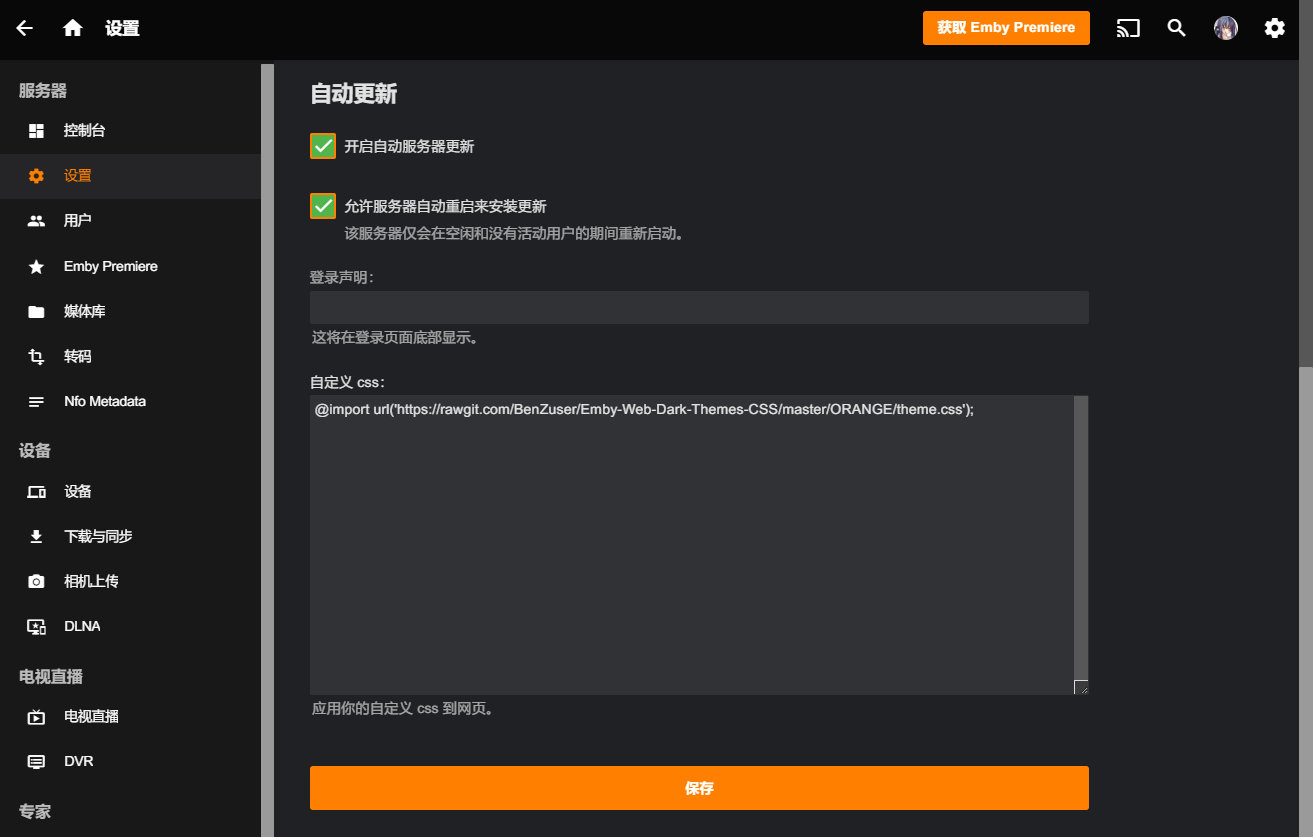 设置
获取 Emby Premiere
服务器
控制台
设置
用户
Emby Premiere
媒体库
转码
Nfo Metadata
设备
设备
下载与同步
相机上传
DLNA
电视直播
电视直播
DVR
专家
自动更新
开启自动服务器更新
允许服务器自动重启来安装更新
该服务器仅会在空闲和没有活动用户的期间重新启动。
登录声明：
这将在登录页面底部显示。
自定义 css：
@import url('https://rawgit.com/BenZuser/Emby-Web-Dark-Themes-CSS/master/ORANGE/theme.css');
应用你的自定义 css 到网页。
保存